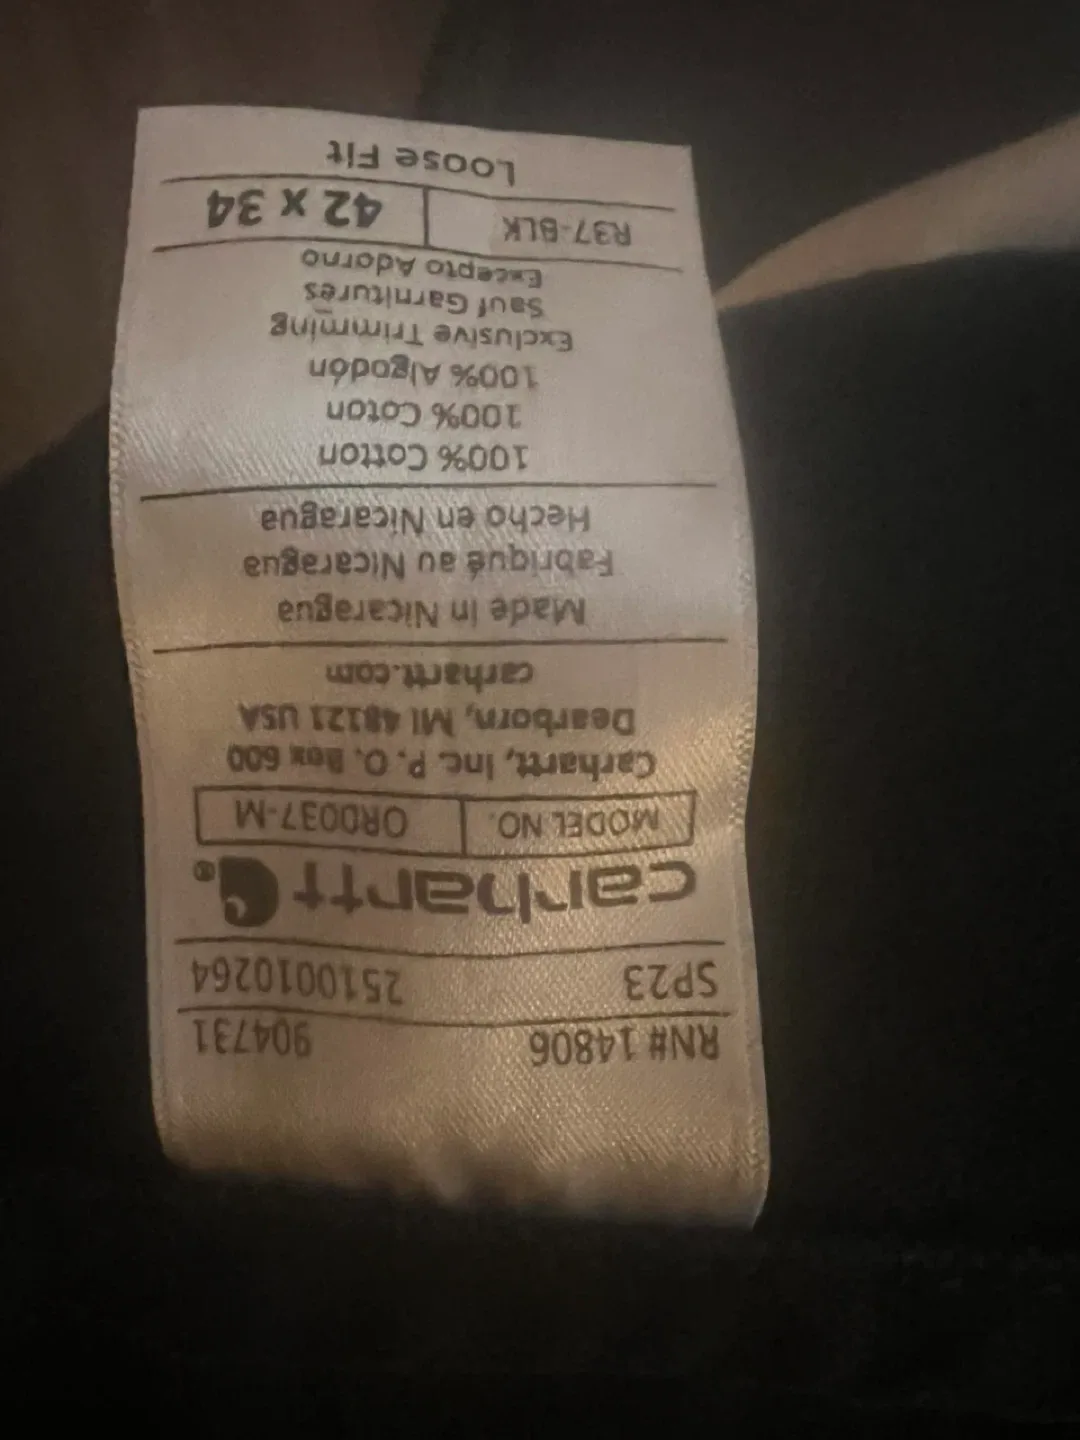 RN# 14806 904731
SP23 2510010264
carhartt ®
MODEL NO. OR0037-M
Carhartt, Inc. P. O. Box 600
Dearborn, MI 48121 USA
carhartt.com
Made in Nicaragua
Fabriqué au Nicaragua
Hecho en Nicaragua
100% Cotton
100% Coton
100% Algodón
Exclusive Trimming
Sauf Garnitures
Excepto Adorno
R37-BLK 42 x 34
Loose Fit